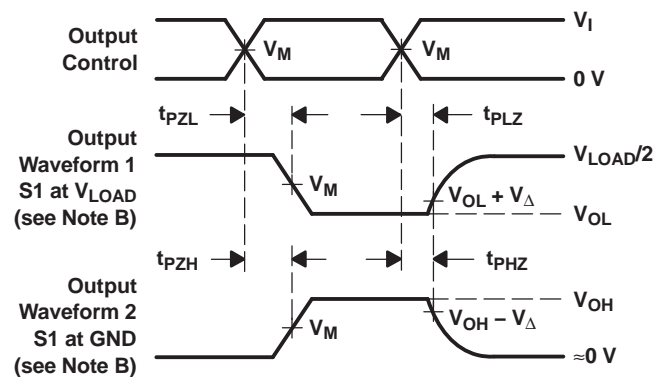 Output
Control
V_M
V_M
V_I
0 V
t_PZL
t_PLZ
Output
Waveform 1
S1 at V_LOAD
(see Note B)
V_M
V_LOAD/2
V_OL + V_Δ
V_OL
t_PZH
t_PHZ
Output
Waveform 2
S1 at GND
(see Note B)
V_M
V_OH
V_OH − V_Δ
≈0 V